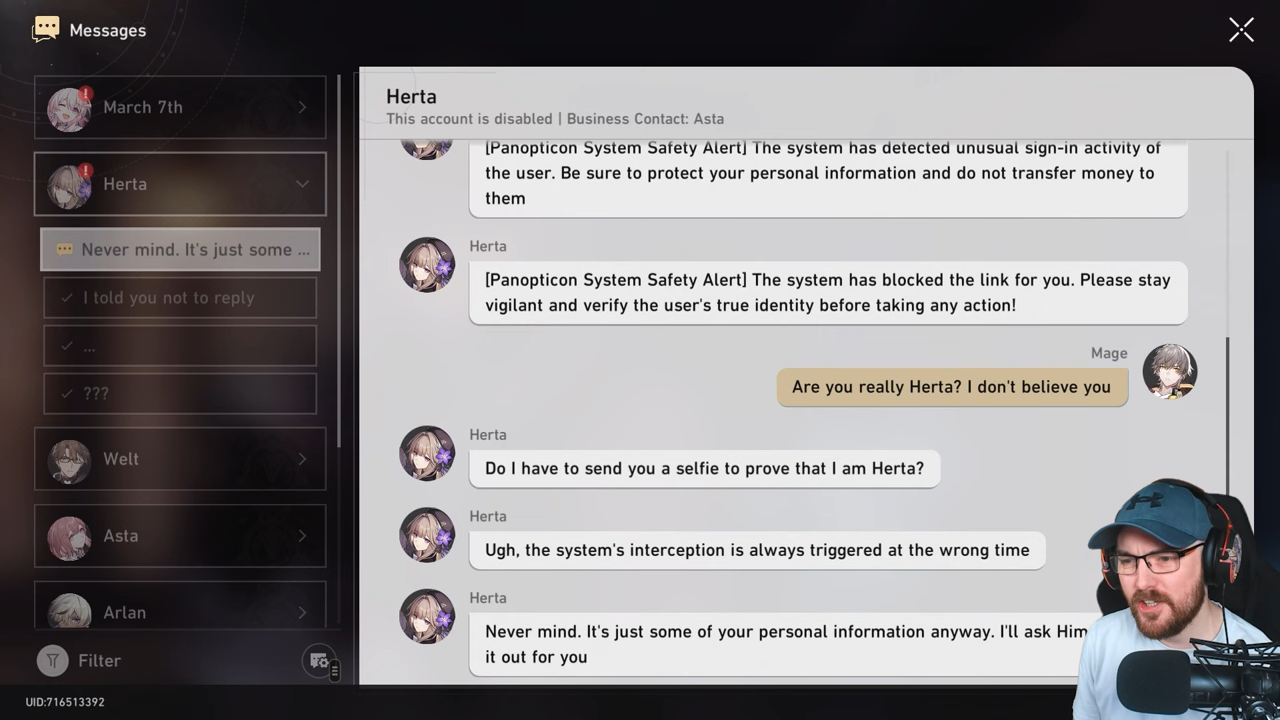 Messages
March 7th
Herta
Never mind. It's just some ...
I told you not to reply
...
???
Welt
Asta
Arlan
Filter
UID:716513392
Herta
This account is disabled | Business Contact: Asta
[Panopticon System Safety Alert] The system has detected unusual sign-in activity of
the user. Be sure to protect your personal information and do not transfer money to
them
Herta
[Panopticon System Safety Alert] The system has blocked the link for you. Please stay
vigilant and verify the user's true identity before taking any action!
Mage
Are you really Herta? I don't believe you
Herta
Do I have to send you a selfie to prove that I am Herta?
Herta
Ugh, the system's interception is always triggered at the wrong time
Herta
Never mind. It's just some of your personal information anyway. I'll ask Him
it out for you